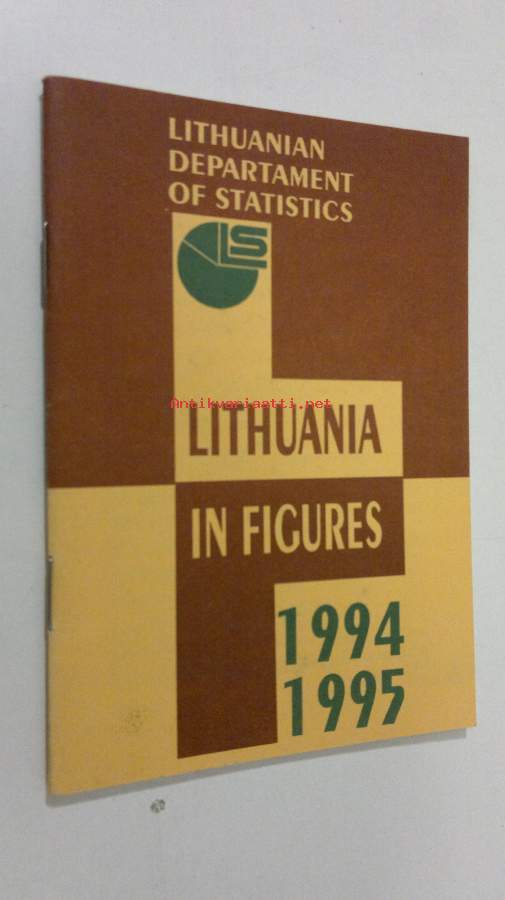 LITHUANIAN
DEPARTAMENT
OF STATISTICS
LS
Antikvariaatti.net
LITHUANIA
IN FIGURES
1994
1995